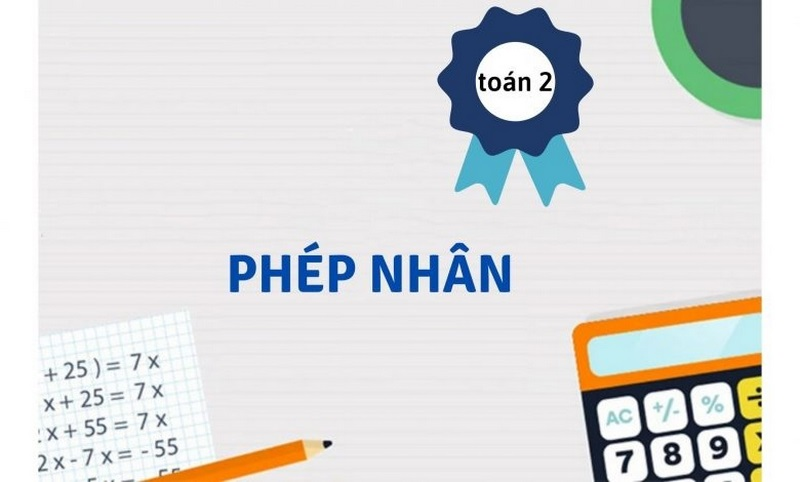 toán 2
PHÉP NHÂN
+ 25 ) = 7 x
x + 25 = 7 x
x + 55 = 7 x
2 x - 7 x = - 55
AC +/- % ÷
7 8 9